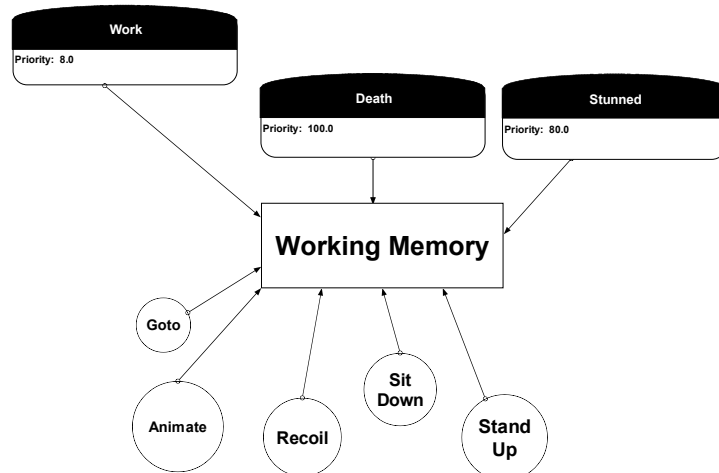 Work
Priority: 8.0
Death
Priority: 100.0
Stunned
Priority: 80.0
Working Memory
Goto
Animate
Recoil
Sit
Down
Stand
Up